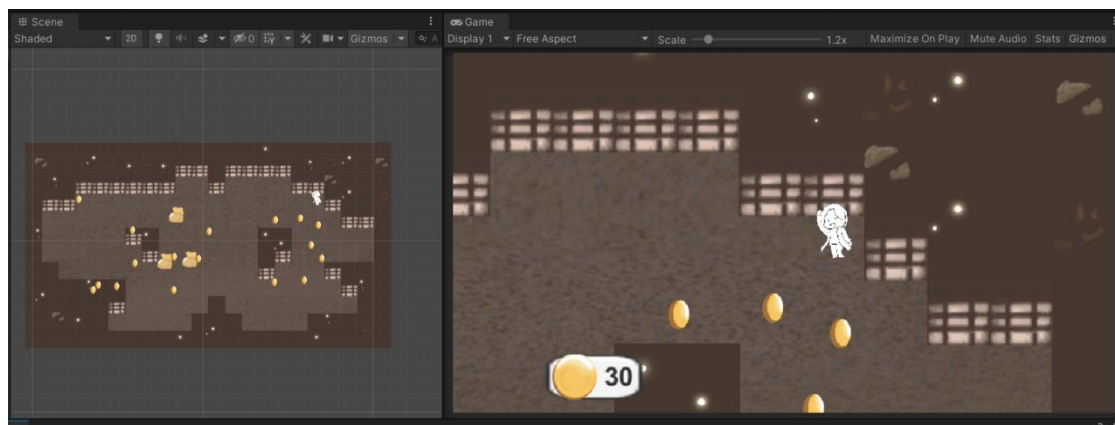 Scene
Shaded 2D 0 Gizmos A
Game
Display 1 Free Aspect Scale 1.2x Maximize On Play Mute Audio Stats Gizmos
30